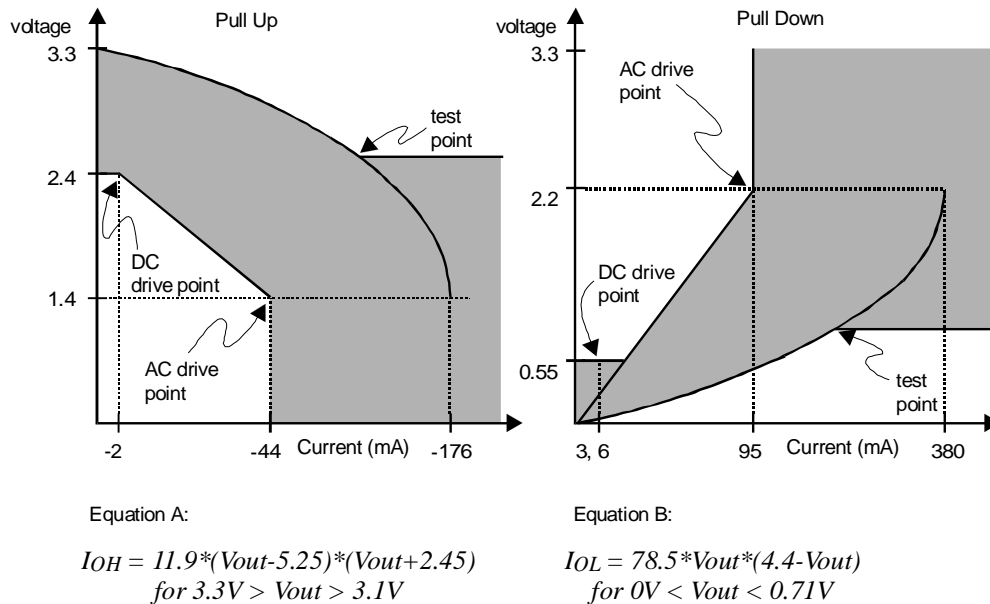 Pull Up
voltage
3.3
test
point
2.4
DC
drive point
1.4
AC drive
point
-2
-44
Current (mA)
-176
Equation A:
IOH = 11.9*(Vout-5.25)*(Vout+2.45)
for 3.3V > Vout > 3.1V
Pull Down
voltage
3.3
AC drive
point
2.2
DC drive
point
0.55
test
point
3, 6
95
Current (mA)
380
Equation B:
IOL = 78.5*Vout*(4.4-Vout)
for 0V < Vout < 0.71V